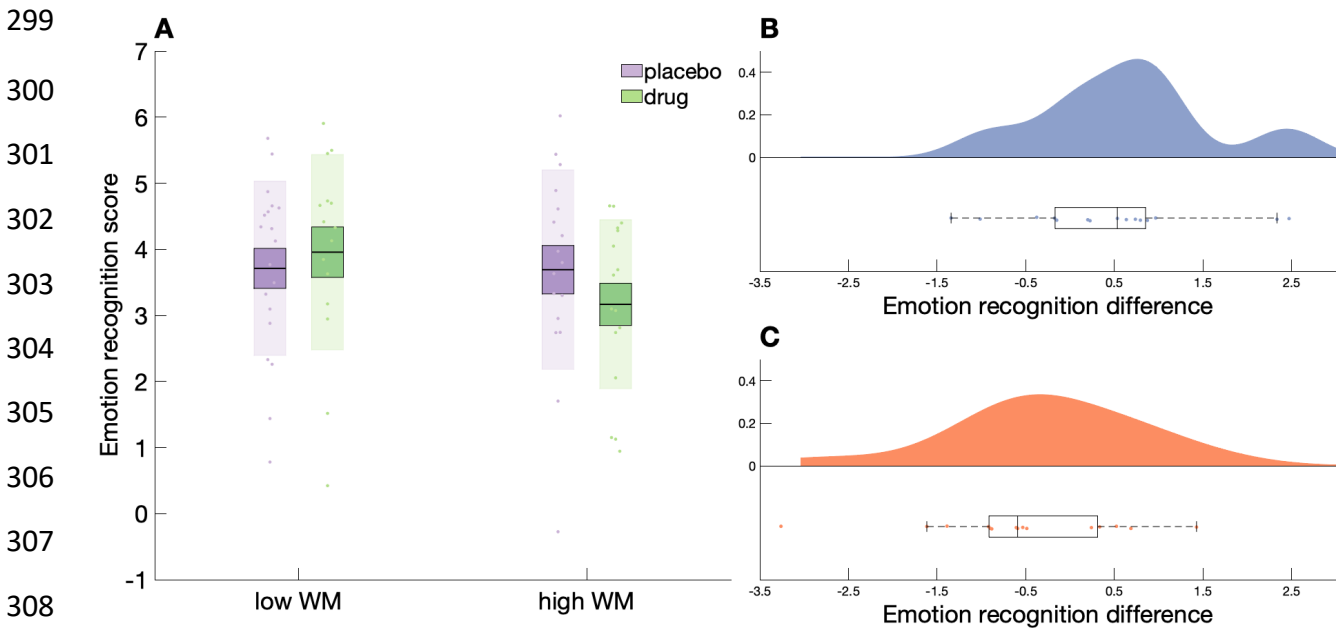 299
300
301
302
303
304
305
306
307
308
A
7
6
5
4
3
2
1
0
-1
Emotion recognition score
placebo
drug
low WM
high WM
B
0.4
0.2
0
-3.5 -2.5 -1.5 -0.5 0.5 1.5 2.5
Emotion recognition difference
C
0.4
0.2
0
-3.5 -2.5 -1.5 -0.5 0.5 1.5 2.5
Emotion recognition difference